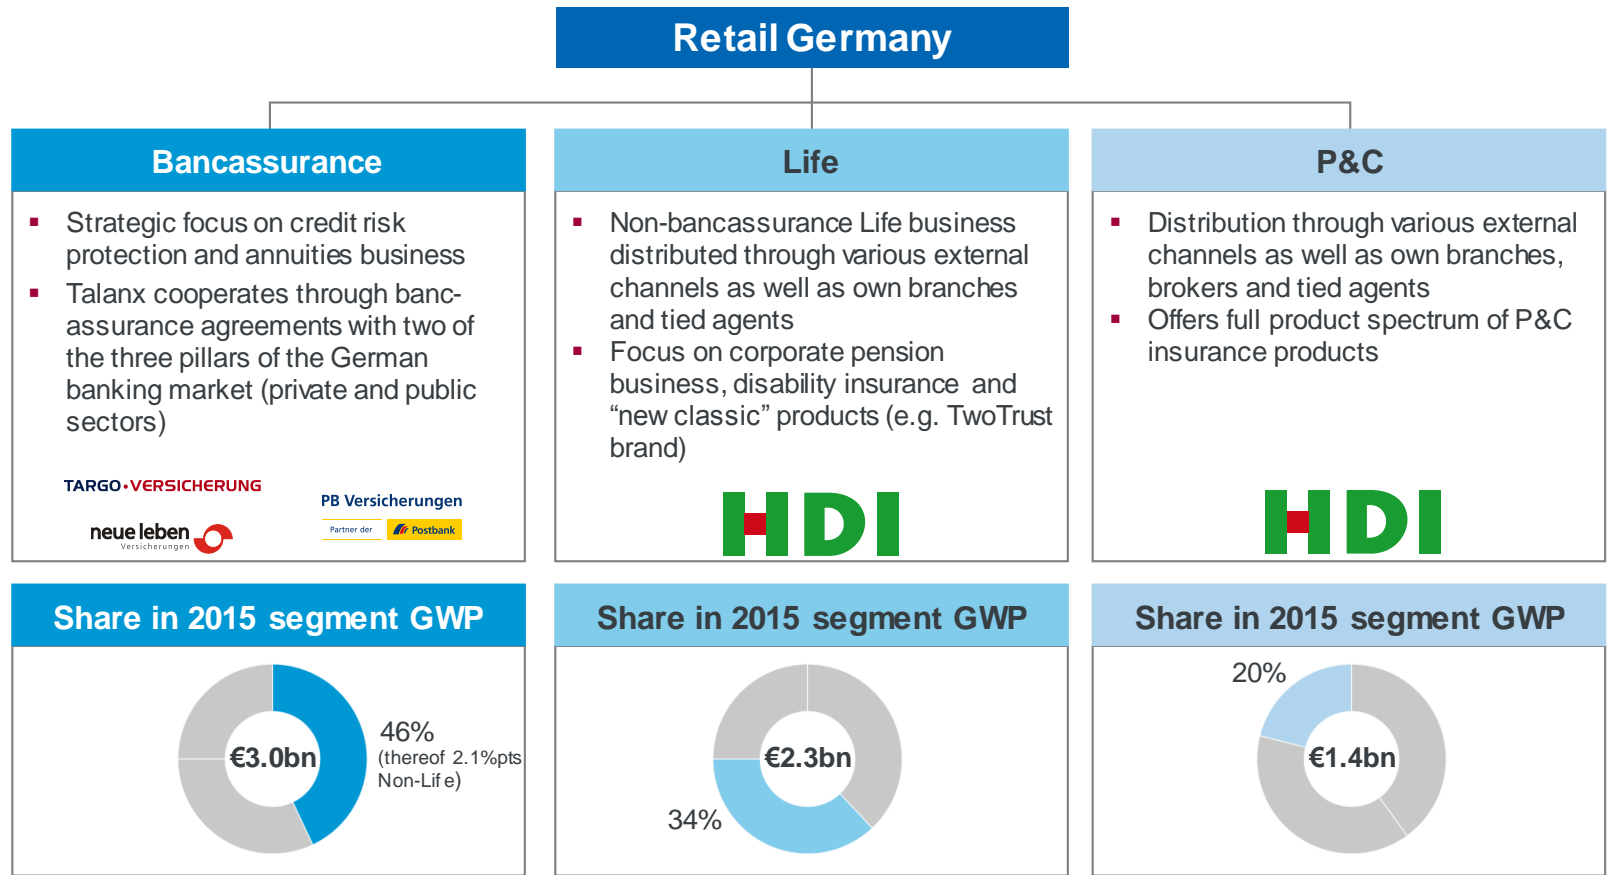 Retail Germany
Bancassurance
▪ Strategic focus on credit risk
protection and annuities business
▪ Talanx cooperates through banc-
assurance agreements with two of
the three pillars of the German
banking market (private and public
sectors)
TARGO•VERSICHERUNG
PB Versicherungen
Partner der
Postbank
neue leben
Versicherungen
Life
▪ Non-bancassurance Life business
distributed through various external
channels as well as own branches
and tied agents
▪ Focus on corporate pension
business, disability insurance and
“new classic” products (e.g. TwoTrust
brand)
HDI
P&C
▪ Distribution through various external
channels as well as own branches,
brokers and tied agents
▪ Offers full product spectrum of P&C
insurance products
HDI
Share in 2015 segment GWP
€3.0bn
46%
(thereof 2.1%pts
Non-Life)
Share in 2015 segment GWP
€2.3bn
34%
Share in 2015 segment GWP
20%
€1.4bn